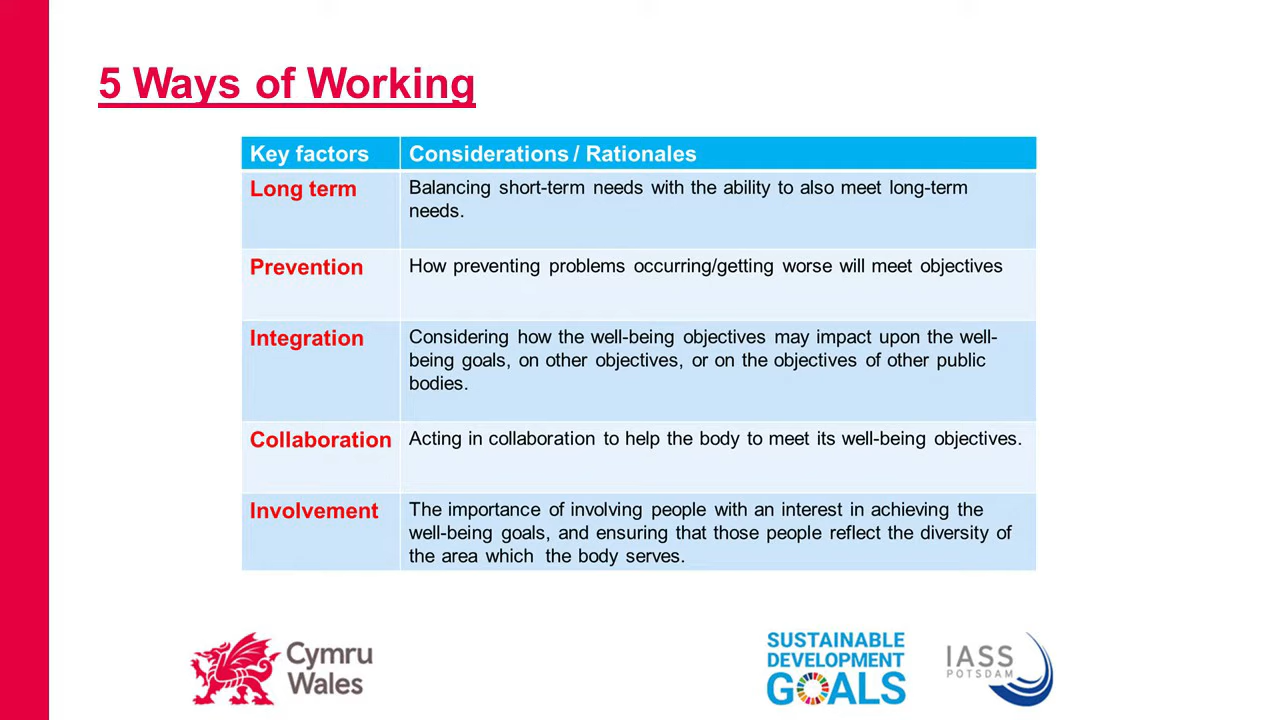 5 Ways of Working
Key factors
Considerations / Rationales
Long term
Balancing short-term needs with the ability to also meet long-term
needs.
Prevention
How preventing problems occurring/getting worse will meet objectives
Integration
Considering how the well-being objectives may impact upon the well-
being goals, on other objectives, or on the objectives of other public
bodies.
Collaboration
Acting in collaboration to help the body to meet its well-being objectives.
Involvement
The importance of involving people with an interest in achieving the
well-being goals, and ensuring that those people reflect the diversity of
the area which the body serves.
Cymru
Wales
SUSTAINABLE
DEVELOPMENT
GOALS
IASS
POTSDAM